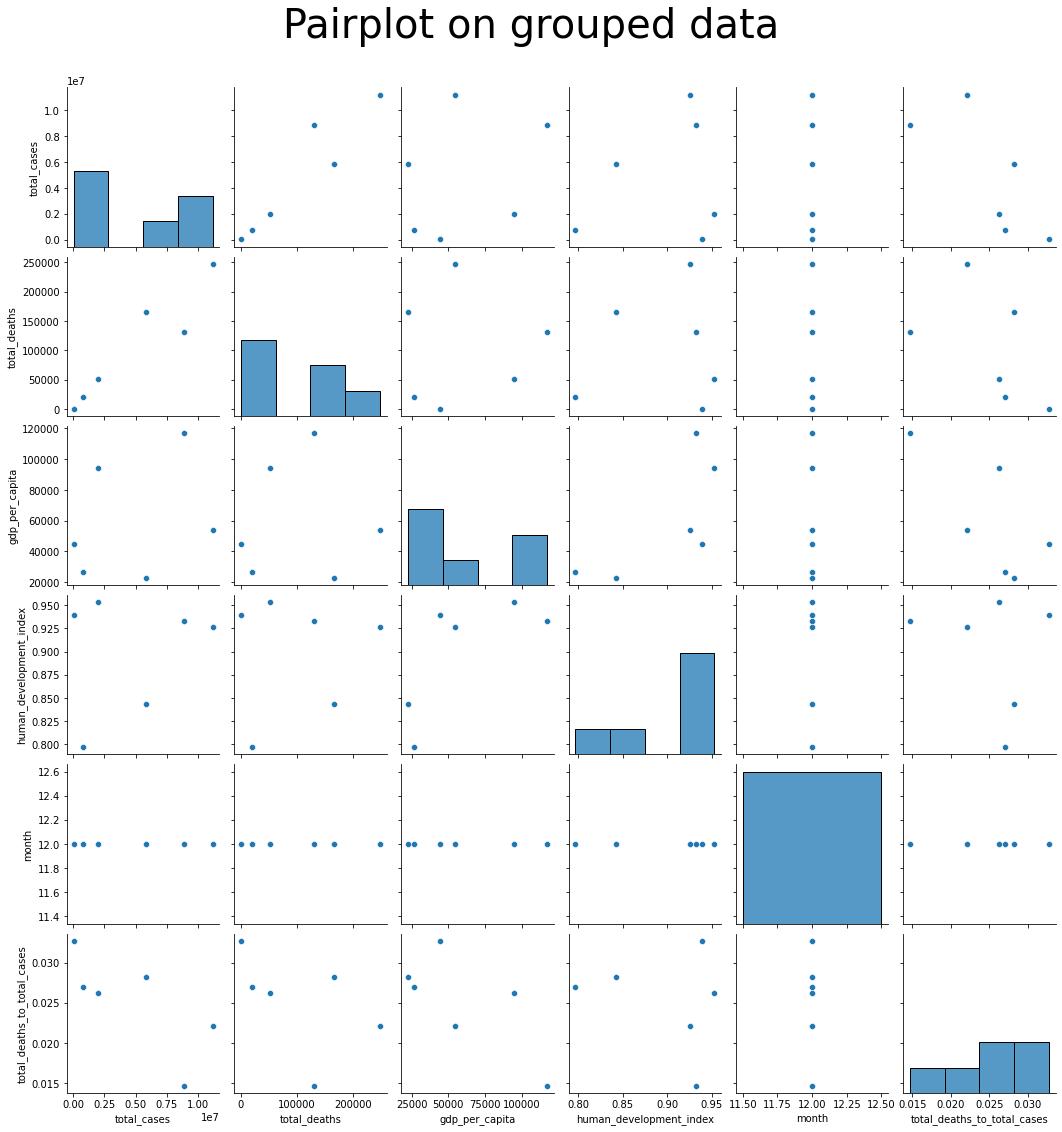 Pairplot on grouped data
1e7
1.0
0.8
0.6
0.4
0.2
0.0
total_cases
250000
200000
150000
100000
50000
0
total_deaths
120000
100000
80000
60000
40000
20000
gdp_per_capita
0.950
0.925
0.900
0.875
0.850
0.825
0.800
human_development_index
12.6
12.4
12.2
12.0
11.8
11.6
11.4
month
0.030
0.025
0.020
0.015
total_deaths_to_total_cases
0.00 0.25 0.50 0.75 1.00
1e7
total_cases
0 100000 200000
total_deaths
25000 50000 75000 100000
gdp_per_capita
0.80 0.85 0.90 0.95
human_development_index
11.50 11.75 12.00 12.25 12.50
month
0.015 0.020 0.025 0.030
total_deaths_to_total_cases